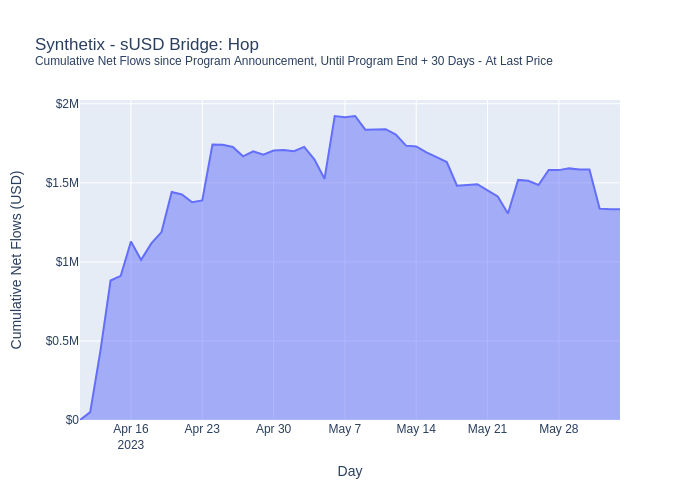 Synthetix - sUSD Bridge: Hop
Cumulative Net Flows since Program Announcement, Until Program End + 30 Days - At Last Price
Cumulative Net Flows (USD)
$2M
$1.5M
$1M
$0.5M
$0
Apr 16 Apr 23 Apr 30 May 7 May 14 May 21 May 28
2023
Day